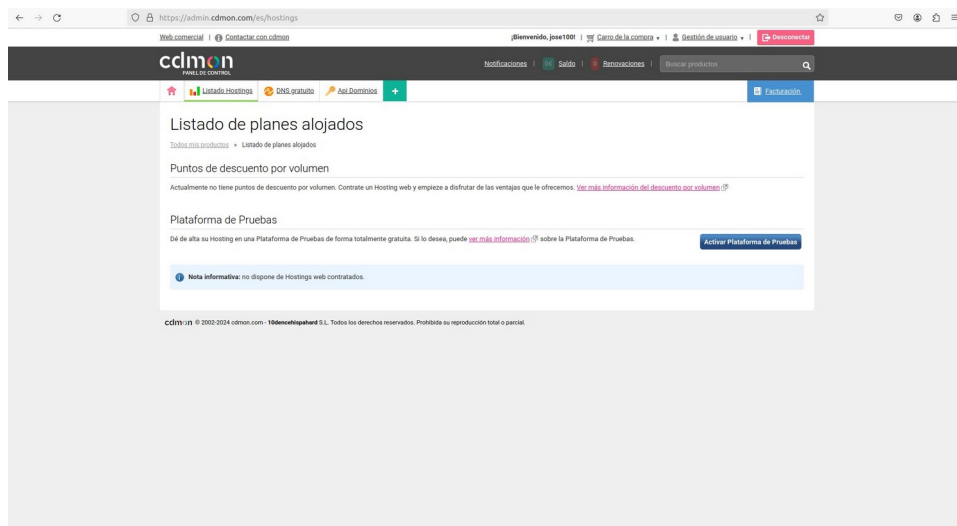 https://admin.cdmon.com/es/hostings
Web comercial | Contactar con cdmon ¡Bienvenido, jose100! | Carro de la compra | Gestión de usuario | Desconectar
cdmon
PANEL DE CONTROL
Notificaciones | 0€ Saldo | 0 Renovaciones | Buscar productos
Listado Hostings DNS gratuito Api Dominios + Facturación
Listado de planes alojados
Todos mis productos » Listado de planes alojados
Puntos de descuento por volumen
Actualmente no tiene puntos de descuento por volumen. Contrate un Hosting web y empiece a disfrutar de las ventajas que le ofrecemos. Ver más información del descuento por volumen
Plataforma de Pruebas
Dé de alta su Hosting en una Plataforma de Pruebas de forma totalmente gratuita. Si lo desea, puede ver más información sobre la Plataforma de Pruebas. Activar Plataforma de Pruebas
Nota informativa: no dispone de Hostings web contratados.
cdmon © 2002-2024 cdmon.com - 10dencehispahard S.L. Todos los derechos reservados. Prohibida su reproducción total o parcial.